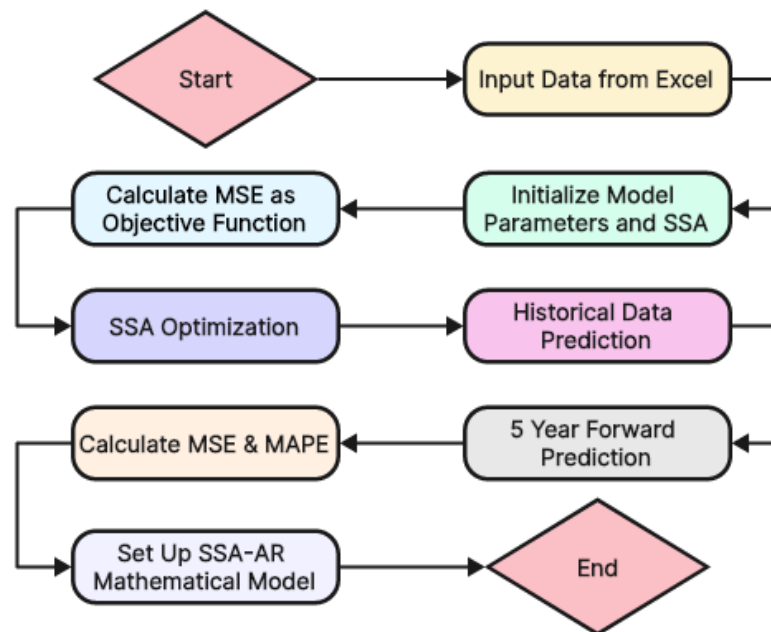 Start
Input Data from Excel
Calculate MSE as
Objective Function
Initialize Model
Parameters and SSA
SSA Optimization
Historical Data
Prediction
Calculate MSE & MAPE
5 Year Forward
Prediction
Set Up SSA-AR
Mathematical Model
End